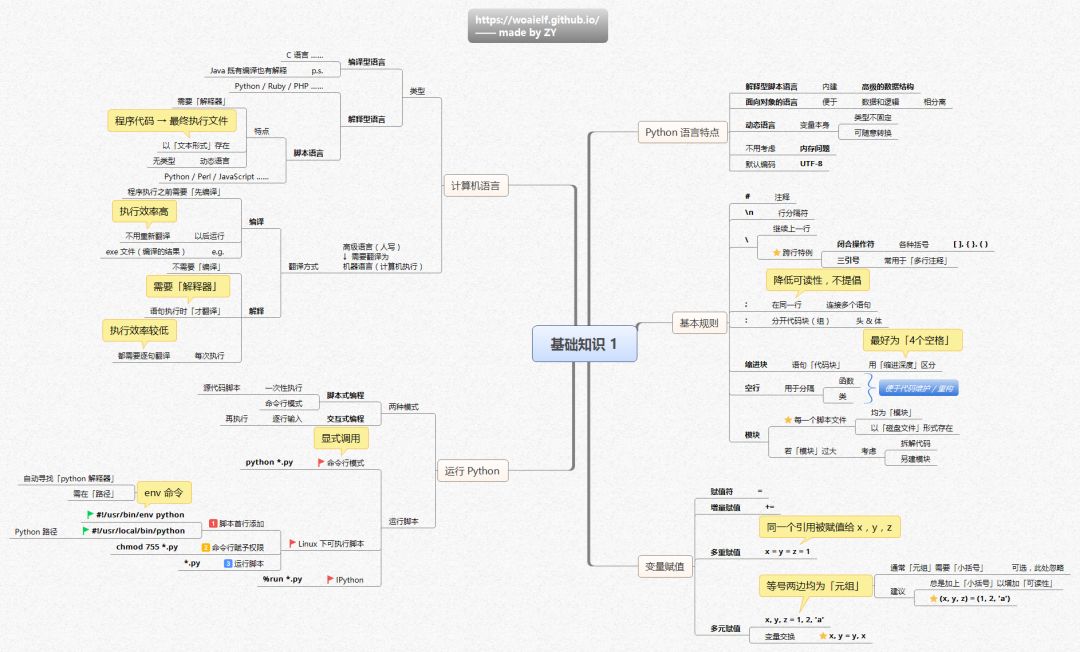 https://woaielf.github.io/
—— made by ZY
基础知识 1
计算机语言
类型
编译型语言
C 语言 ......
Java 既有编译也有解释 p.s.
解释型语言
Python / Ruby / PHP ......
脚本语言
特点
需要「解释器」
程序代码 → 最终执行文件
以「文本形式」存在
无类型 动态语言
Python / Perl / JavaScript ......
翻译方式
高级语言（人写）
↓ 需要翻译为
机器语言（计算机执行）
编译
程序执行之前需要「先编译」
执行效率高
不用重新翻译 以后运行
exe 文件（编译的结果） e.g.
解释
不需要「编译」
需要「解释器」
语句执行时「才翻译」
执行效率较低
都需要逐句翻译 每次执行
运行 Python
两种模式
脚本式编程
源代码脚本 一次性执行
命令行模式
交互式编程
再执行 逐行输入
运行脚本
显式调用
python *.py 命令行模式
Linux 下可执行脚本
1 脚本首行添加
env 命令
自动寻找「python 解释器」
需在「路径」
#!/usr/bin/env python
Python 路径 #!/usr/local/bin/python
chmod 755 *.py 2 命令行赋予权限
*.py 3 运行脚本
%run *.py IPython
Python 语言特点
解释型脚本语言 内建 高级的数据结构
面向对象的语言 便于 数据和逻辑 相分离
动态语言 变量本身
类型不固定
可随意转换
不用考虑 内存问题
默认编码 UTF-8
基本规则
# 注释
\n 行分隔符
\ 继续上一行
跨行特例
闭合操作符 各种括号 [ ], { }, ( )
三引号 常用于「多行注释」
降低可读性，不提倡
; 在同一行 连接多个语句
: 分开代码块（组） 头 & 体
最好为「4个空格」
缩进块 语句「代码块」 用「缩进深度」区分
空行 用于分隔
函数
类
便于代码维护 / 重构
模块
每一个脚本文件
均为「模块」
以「磁盘文件」形式存在
若「模块」过大 考虑
拆解代码
另建模块
变量赋值
赋值符 =
增量赋值 +=
同一个引用被赋值给 x , y , z
多重赋值 x = y = z = 1
等号两边均为「元组」
通常「元组」需要「小括号」 可选，此处忽略
建议
总是加上「小括号」以增加「可读性」
(x, y, z) = (1, 2, 'a')
多元赋值
x, y, z = 1, 2, 'a'
变量交换 x, y = y, x